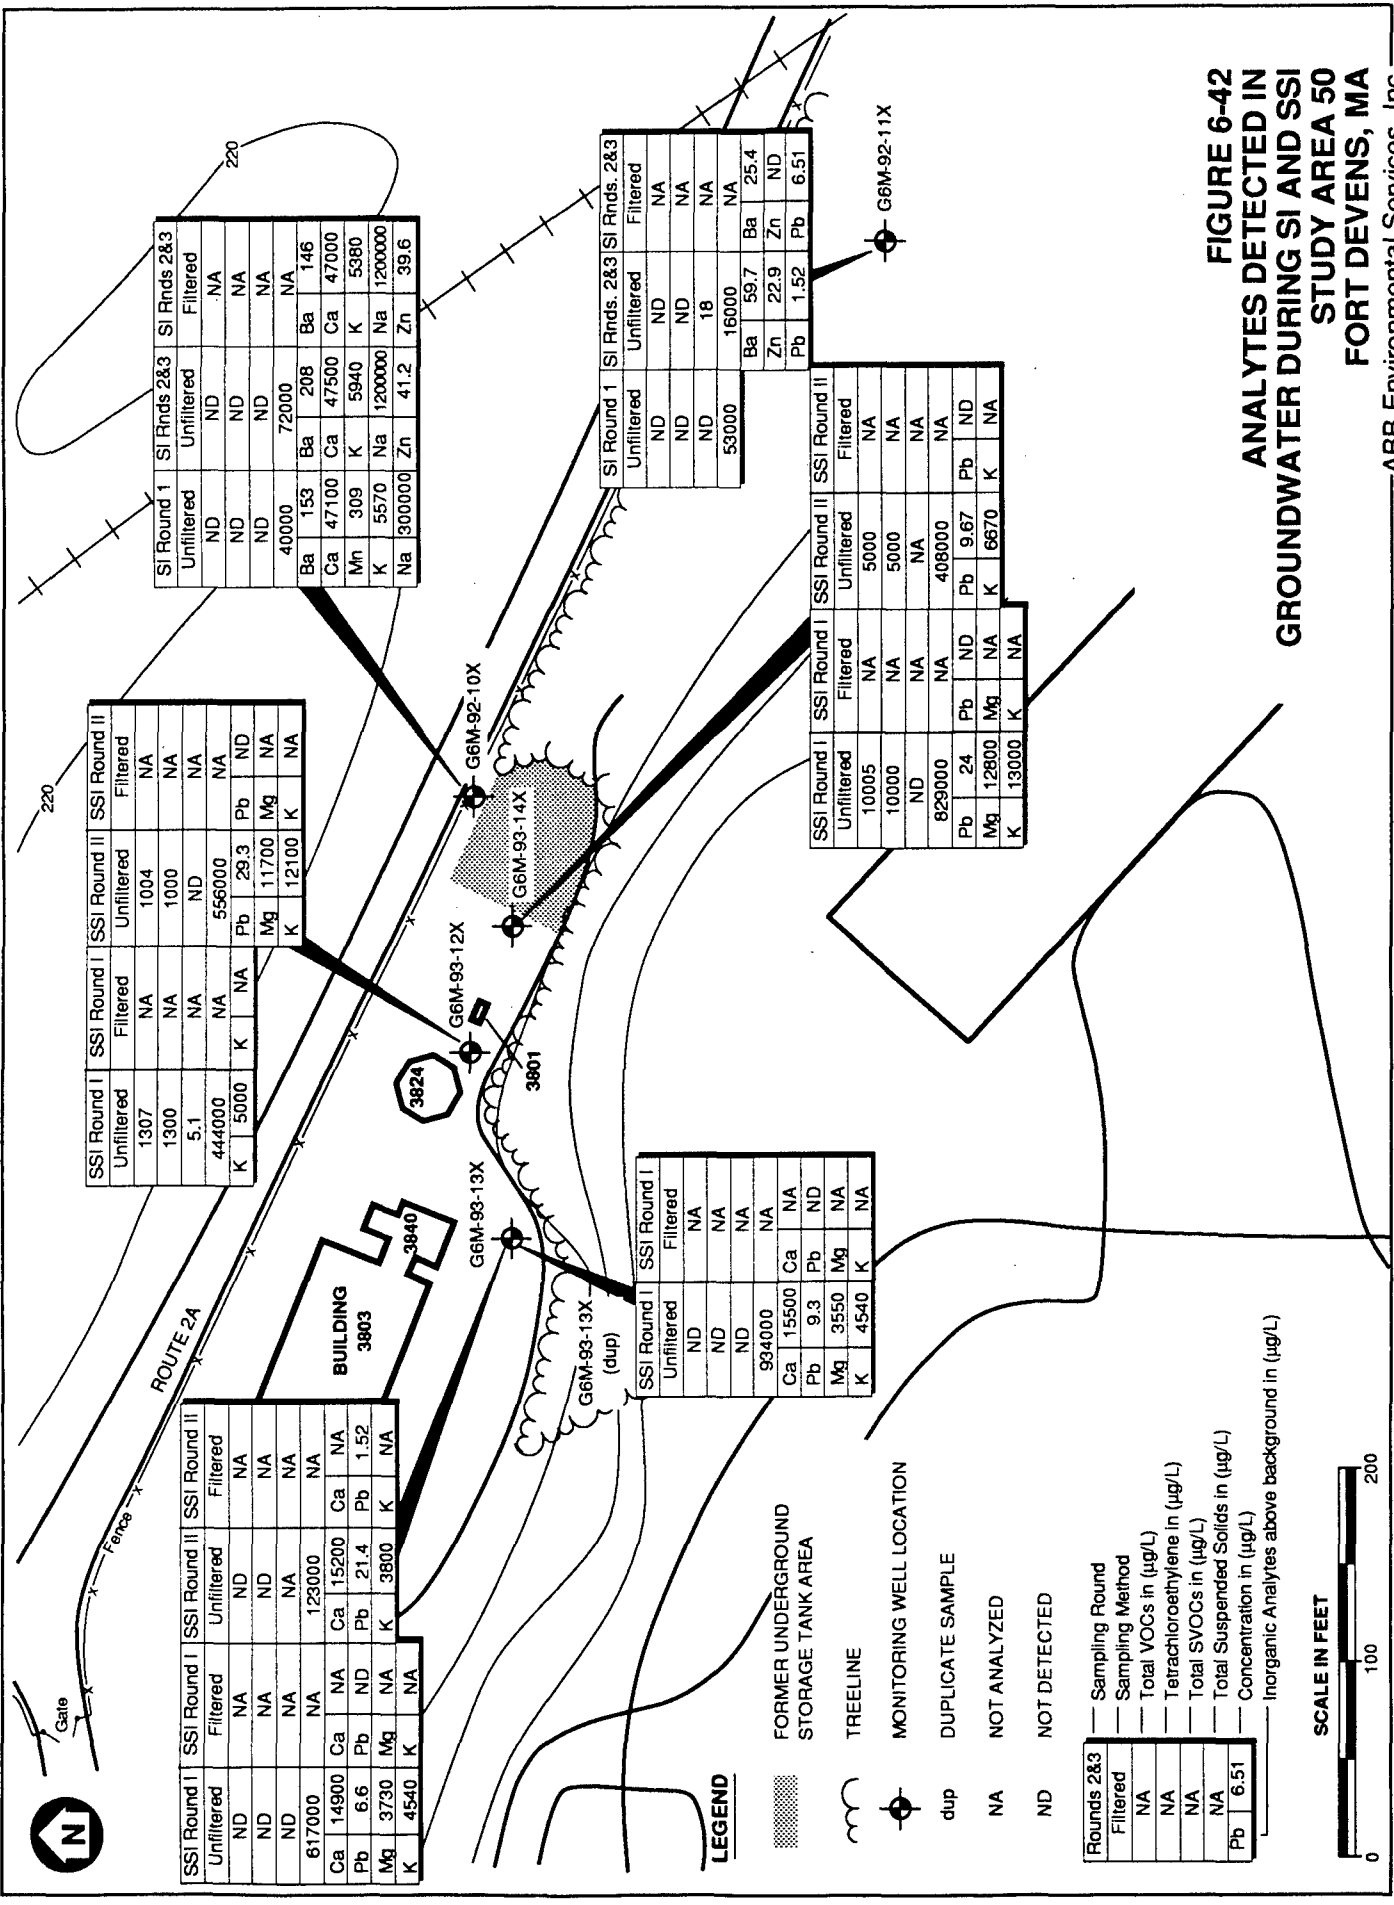 FIGURE 6-42
ANALYTES DETECTED IN
GROUNDWATER DURING SI AND SSI
STUDY AREA 50
FORT DEVENS, MA
ABB Environmental Services, Inc.
N
Gate
Fence
ROUTE 2A
220
220
BUILDING
3803
3840
3824
3801
G6M-93-13X
G6M-93-13X
(dup)
G6M-93-12X
G6M-93-14X
G6M-92-10X
G6M-92-11X
SSI Round I SSI Round I SSI Round II SSI Round II
Unfiltered Filtered Unfiltered Filtered
ND NA ND NA
ND NA ND NA
ND NA NA NA
617000 NA 123000 NA
Ca 14900 Ca NA Ca 15200 Ca NA
Pb 6.6 Pb ND Pb 21.4 Pb 1.52
Mg 3730 Mg NA K 3800 K NA
K 4540 K NA
SSI Round I SSI Round I SSI Round II SSI Round II
Unfiltered Filtered Unfiltered Filtered
1307 NA 1004 NA
1300 NA 1000 NA
5.1 NA ND NA
444000 NA 556000 NA
K 5000 K NA Pb 29.3 Pb ND
Mg 11700 Mg NA
K 12100 K NA
SI Round 1 SI Rnds 2&3 SI Rnds 2&3
Unfiltered Unfiltered Filtered
ND ND NA
ND ND NA
ND ND NA
40000 72000 NA
Ba 153 Ba 208 Ba 146
Ca 47100 Ca 47500 Ca 47000
Mn 309 K 5940 K 5380
K 5570 Na 1200000 Na 1200000
Na 300000 Zn 41.2 Zn 39.6
SI Round 1 SI Rnds. 2&3 SI Rnds. 2&3
Unfiltered Unfiltered Filtered
ND ND NA
ND ND NA
ND 18 NA
53000 16000 NA
Ba 59.7 Ba 25.4
Zn 22.9 Zn ND
Pb 1.52 Pb 6.51
SSI Round I SSI Round I SSI Round II SSI Round II
Unfiltered Filtered Unfiltered Filtered
10005 NA 5000 NA
10000 NA 5000 NA
ND NA NA NA
829000 NA 408000 NA
Pb 24 Pb ND Pb 9.67 Pb ND
Mg 12800 Mg NA K 6670 K NA
K 13000 K NA
SSI Round I SSI Round I
Unfiltered Filtered
ND NA
ND NA
ND NA
934000 NA
Ca 15500 Ca NA
Pb 9.3 Pb ND
Mg 3550 Mg NA
K 4540 K NA
LEGEND
FORMER UNDERGROUND
STORAGE TANK AREA
TREELINE
MONITORING WELL LOCATION
dup DUPLICATE SAMPLE
NA NOT ANALYZED
ND NOT DETECTED
Rounds 2&3 Sampling Round
Filtered Sampling Method
NA Total VOCs in (µg/L)
NA Tetrachloroethylene in (µg/L)
NA Total SVOCs in (µg/L)
NA Total Suspended Solids in (µg/L)
Pb 6.51 Concentration in (µg/L)
Inorganic Analytes above background in (µg/L)
SCALE IN FEET
0 100 200